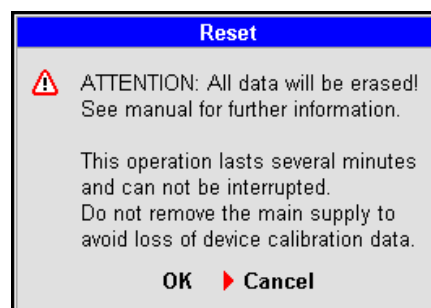 Reset
ATTENTION: All data will be erased!
See manual for further information.
This operation lasts several minutes
and can not be interrupted.
Do not remove the main supply to
avoid loss of device calibration data.
OK Cancel